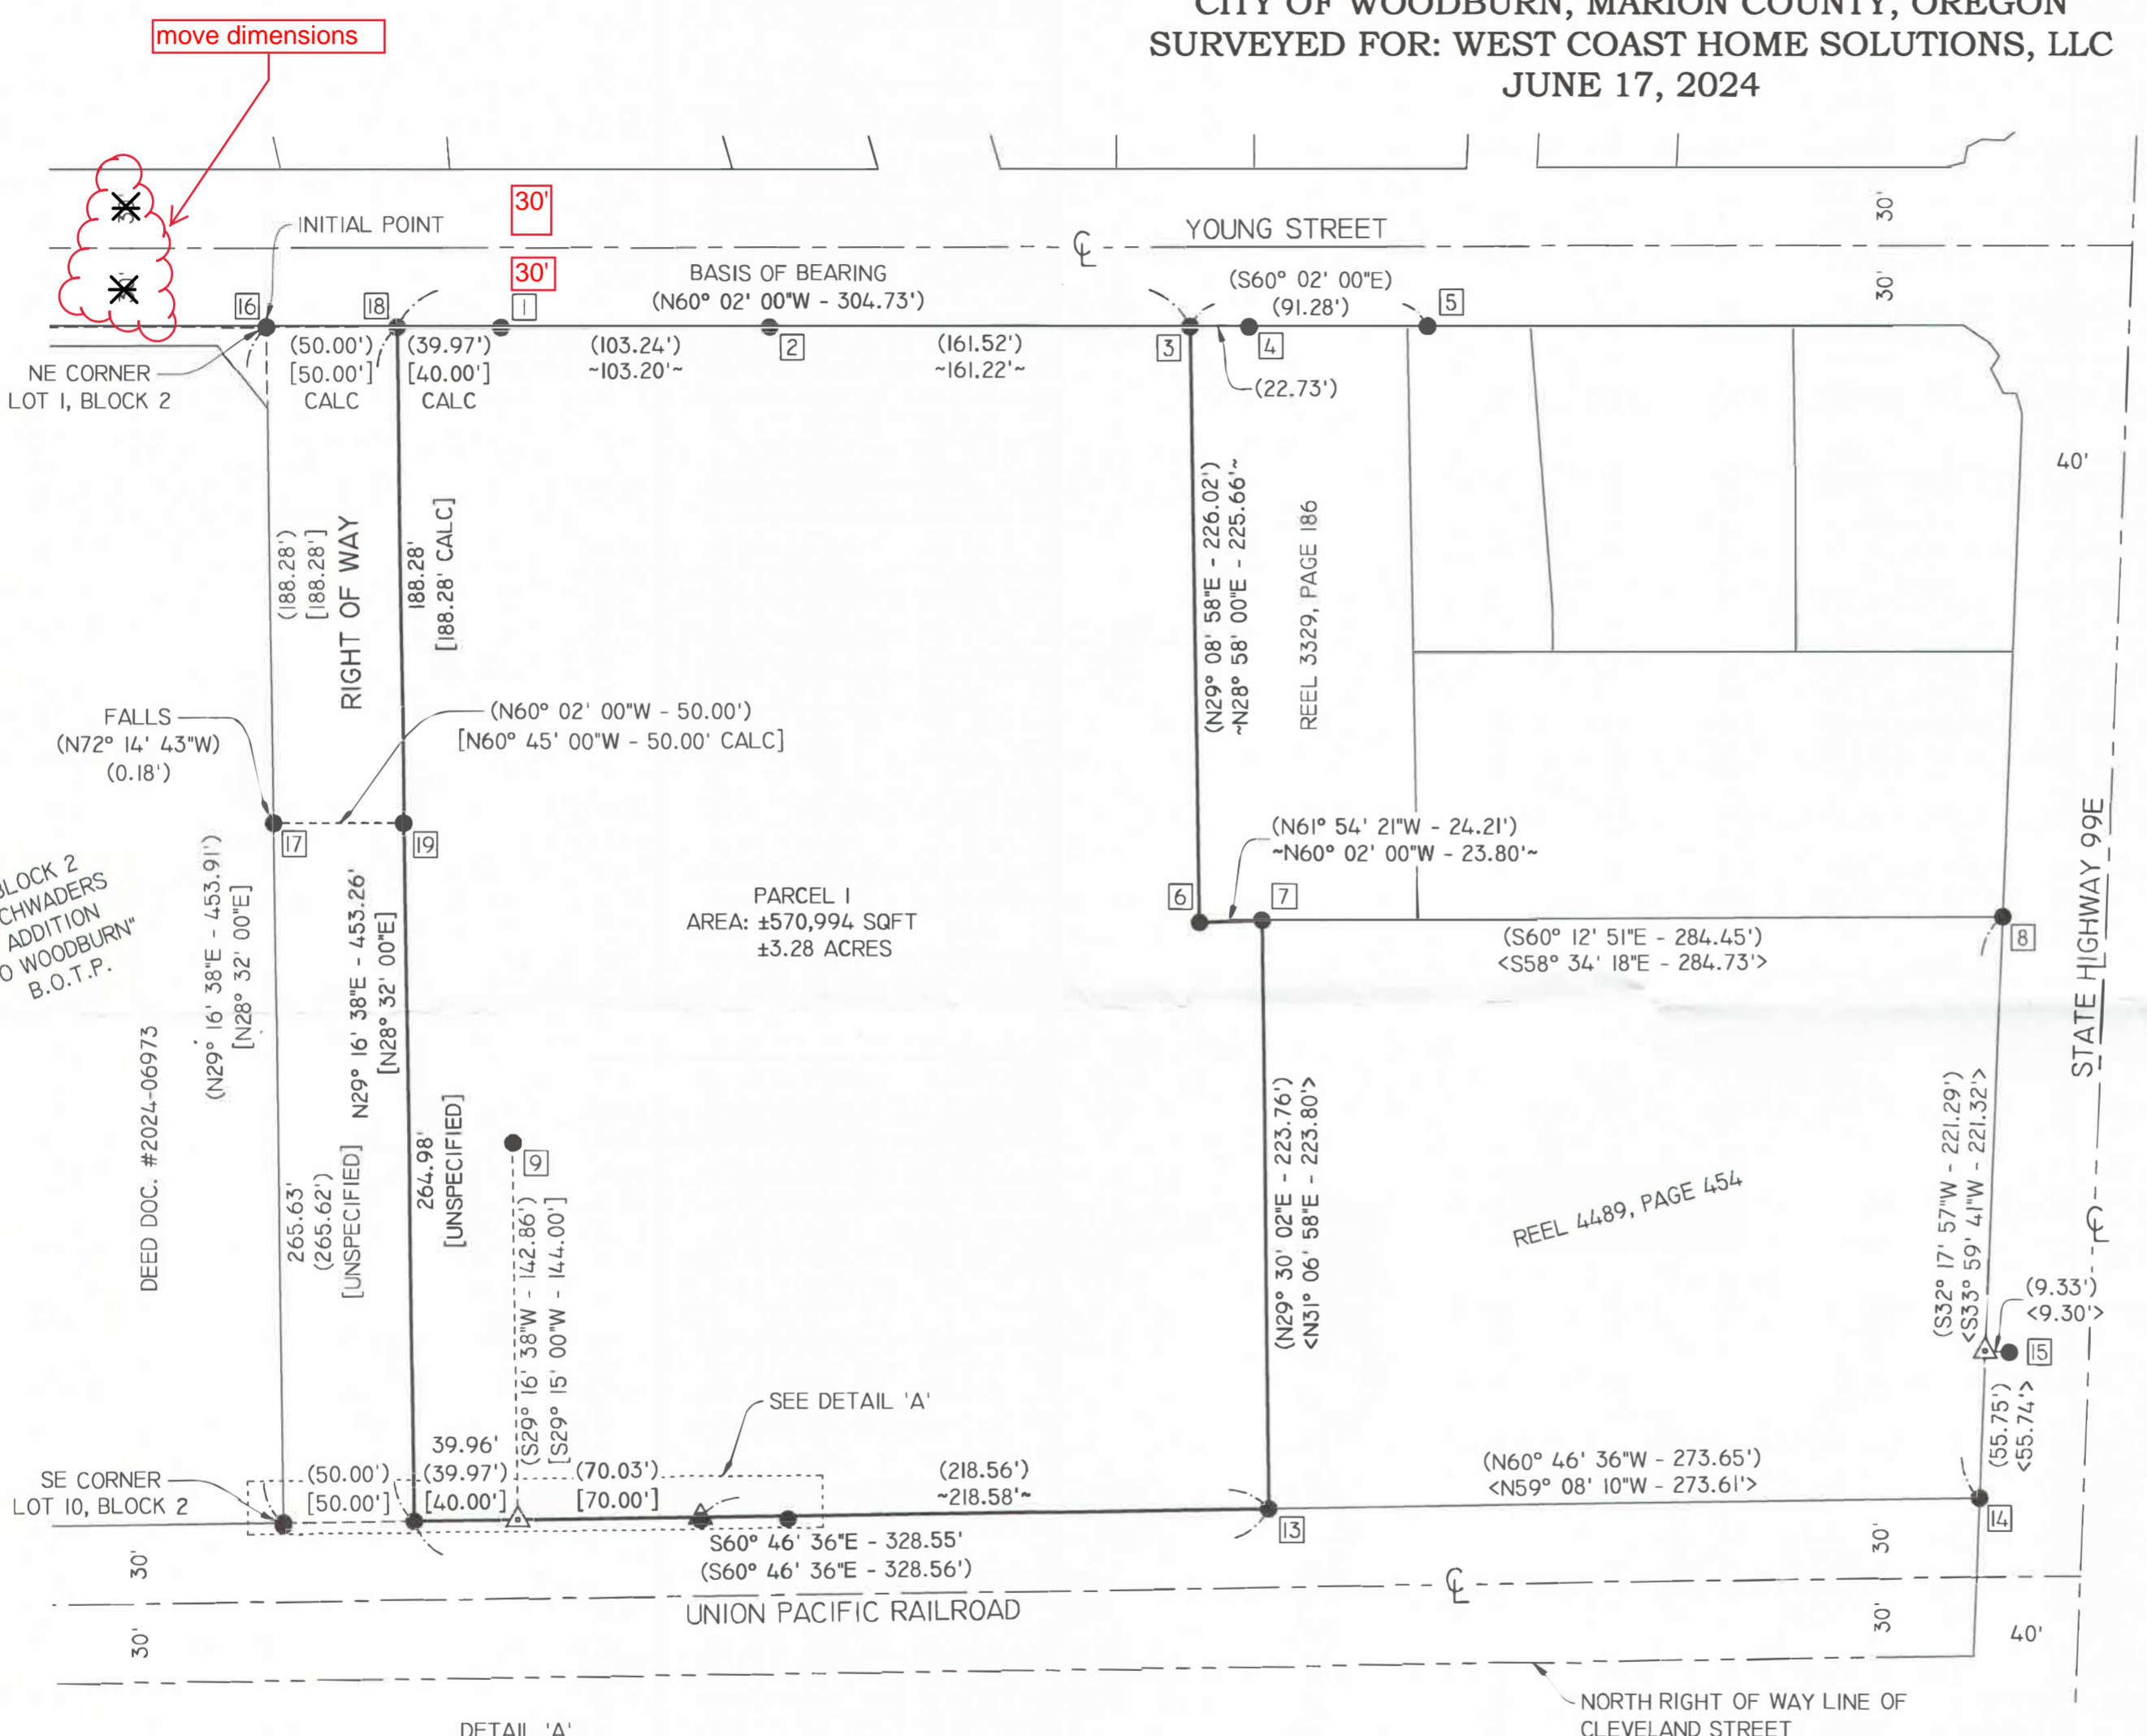 CITY OF WOODBURN, MARION COUNTY, OREGON
SURVEYED FOR: WEST COAST HOME SOLUTIONS, LLC
JUNE 17, 2024
move dimensions
INITIAL POINT
30'
30'
YOUNG STREET
30'
30'
BASIS OF BEARING
(N60° 02' 00"W - 304.73')
(S60° 02' 00"E)
(91.28')
16
18
1
2
3
4
5
NE CORNER
LOT 1, BLOCK 2
(50.00')
[50.00']
CALC
(39.97')
[40.00']
CALC
(103.24')
~103.20'~
(161.52')
~161.22'~
(22.73')
40'
(188.28')
[188.28']
RIGHT OF WAY
188.28'
[188.28' CALC]
(N29° 08' 58"E - 226.02')
~N28° 58' 00"E - 225.66'~
REEL 3329, PAGE 186
FALLS
(N72° 14' 43"W)
(0.18')
(N60° 02' 00"W - 50.00')
[N60° 45' 00"W - 50.00' CALC]
17
19
(N61° 54' 21"W - 24.21')
~N60° 02' 00"W - 23.80'~
6
7
8
BLOCK 2
CHWADERS
ADDITION
O WOODBURN"
B.O.T.P.
(N29° 16' 38"E - 453.91')
[N28° 32' 00"E]
N29° 16' 38"E - 453.26'
[N28° 32' 00"E]
PARCEL 1
AREA: ±570,994 SQFT
±3.28 ACRES
(S60° 12' 51"E - 284.45')
<S58° 34' 18"E - 284.73'>
STATE HIGHWAY 99E
DEED DOC. #2024-06973
265.63'
(265.62')
[UNSPECIFIED]
264.98'
[UNSPECIFIED]
9
(S29° 16' 38"W - 142.86')
[S29° 15' 00"W - 144.00']
(N29° 30' 02"E - 223.76')
<N31° 06' 58"E - 223.80'>
REEL 4489, PAGE 454
(S32° 17' 57"W - 221.29')
<S33° 59' 41"W - 221.32'>
(9.33')
<9.30'>
15
(55.75')
<55.74'>
SEE DETAIL 'A'
SE CORNER
LOT 10, BLOCK 2
(50.00')
[50.00']
39.96'
(39.97')
[40.00']
(70.03')
[70.00']
(218.56')
~218.58'~
(N60° 46' 36"W - 273.65')
<N59° 08' 10"W - 273.61'>
13
14
S60° 46' 36"E - 328.55'
(S60° 46' 36"E - 328.56')
30'
30'
UNION PACIFIC RAILROAD
30'
30'
40'
NORTH RIGHT OF WAY LINE OF
CLEVELAND STREET
DETAIL 'A'